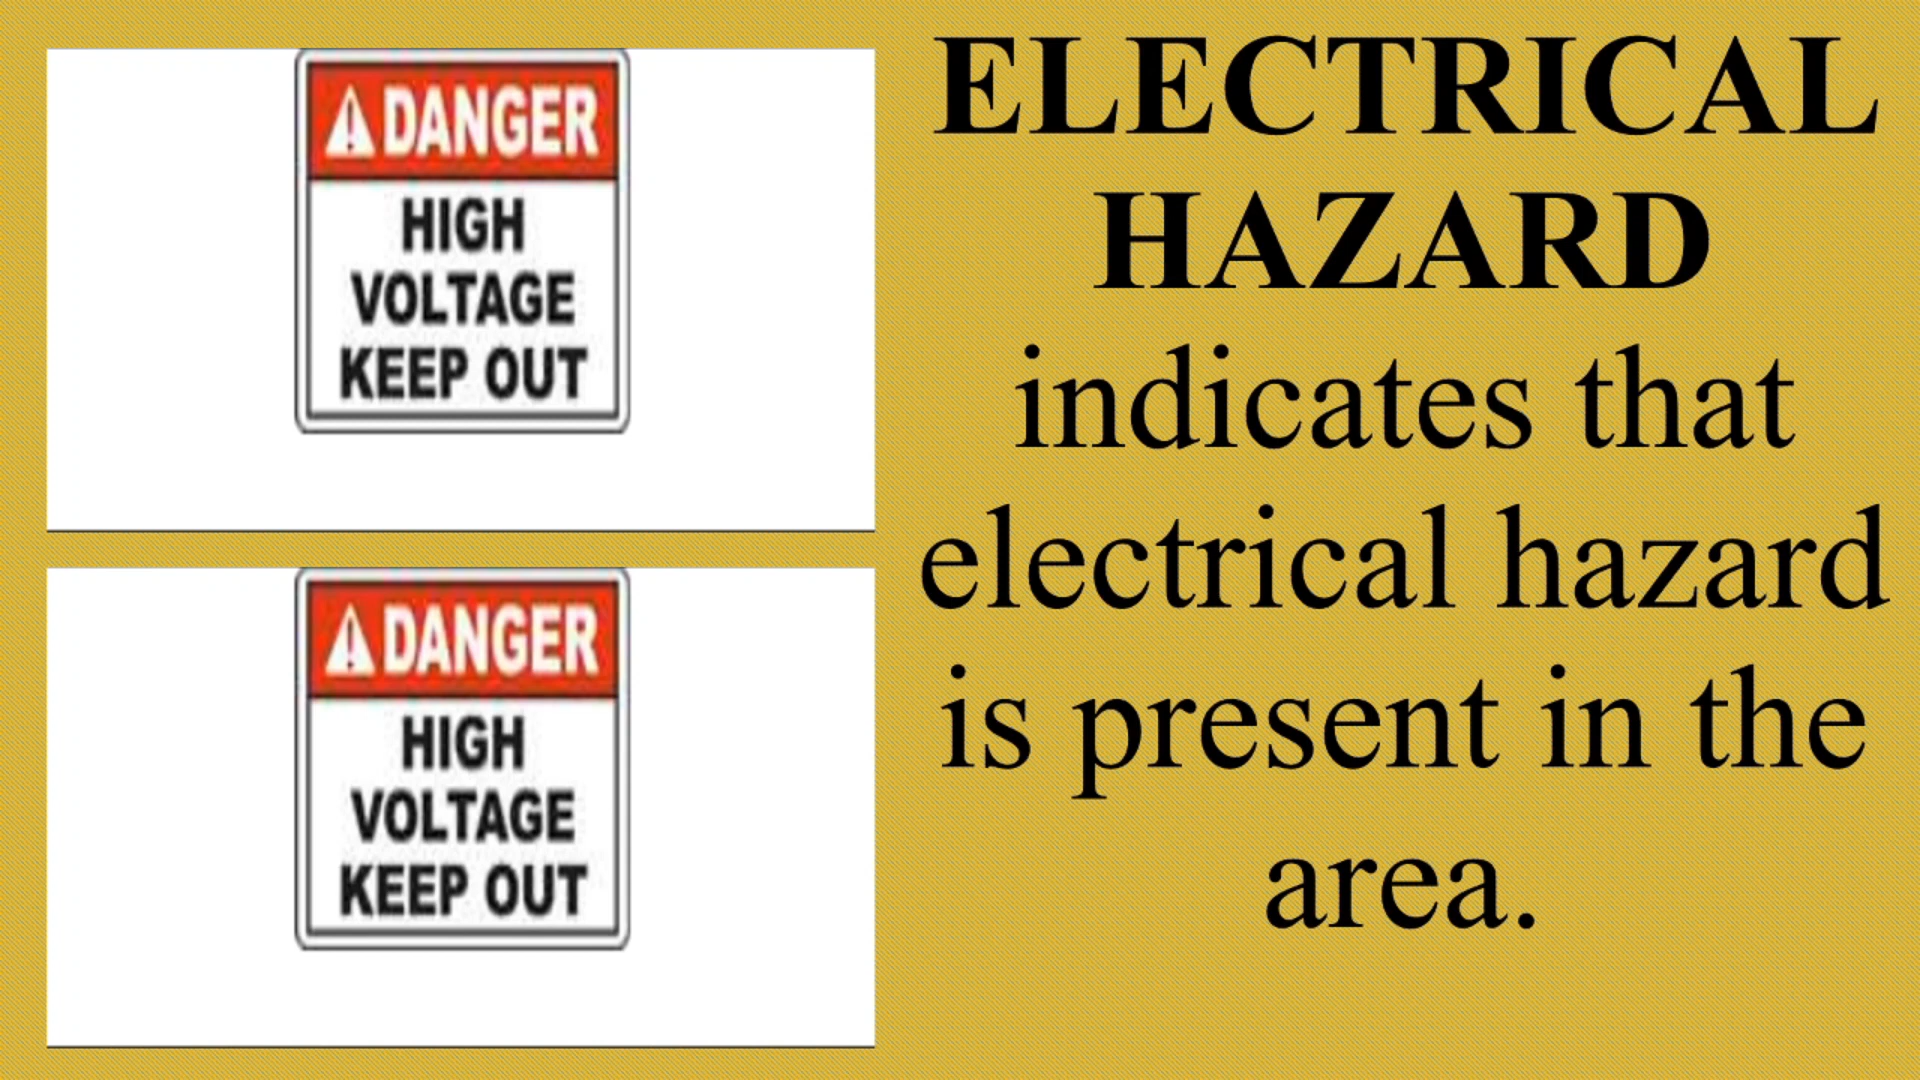 DANGER
HIGH
VOLTAGE
KEEP OUT
DANGER
HIGH
VOLTAGE
KEEP OUT
ELECTRICAL
HAZARD
indicates that
electrical hazard
is present in the
area.